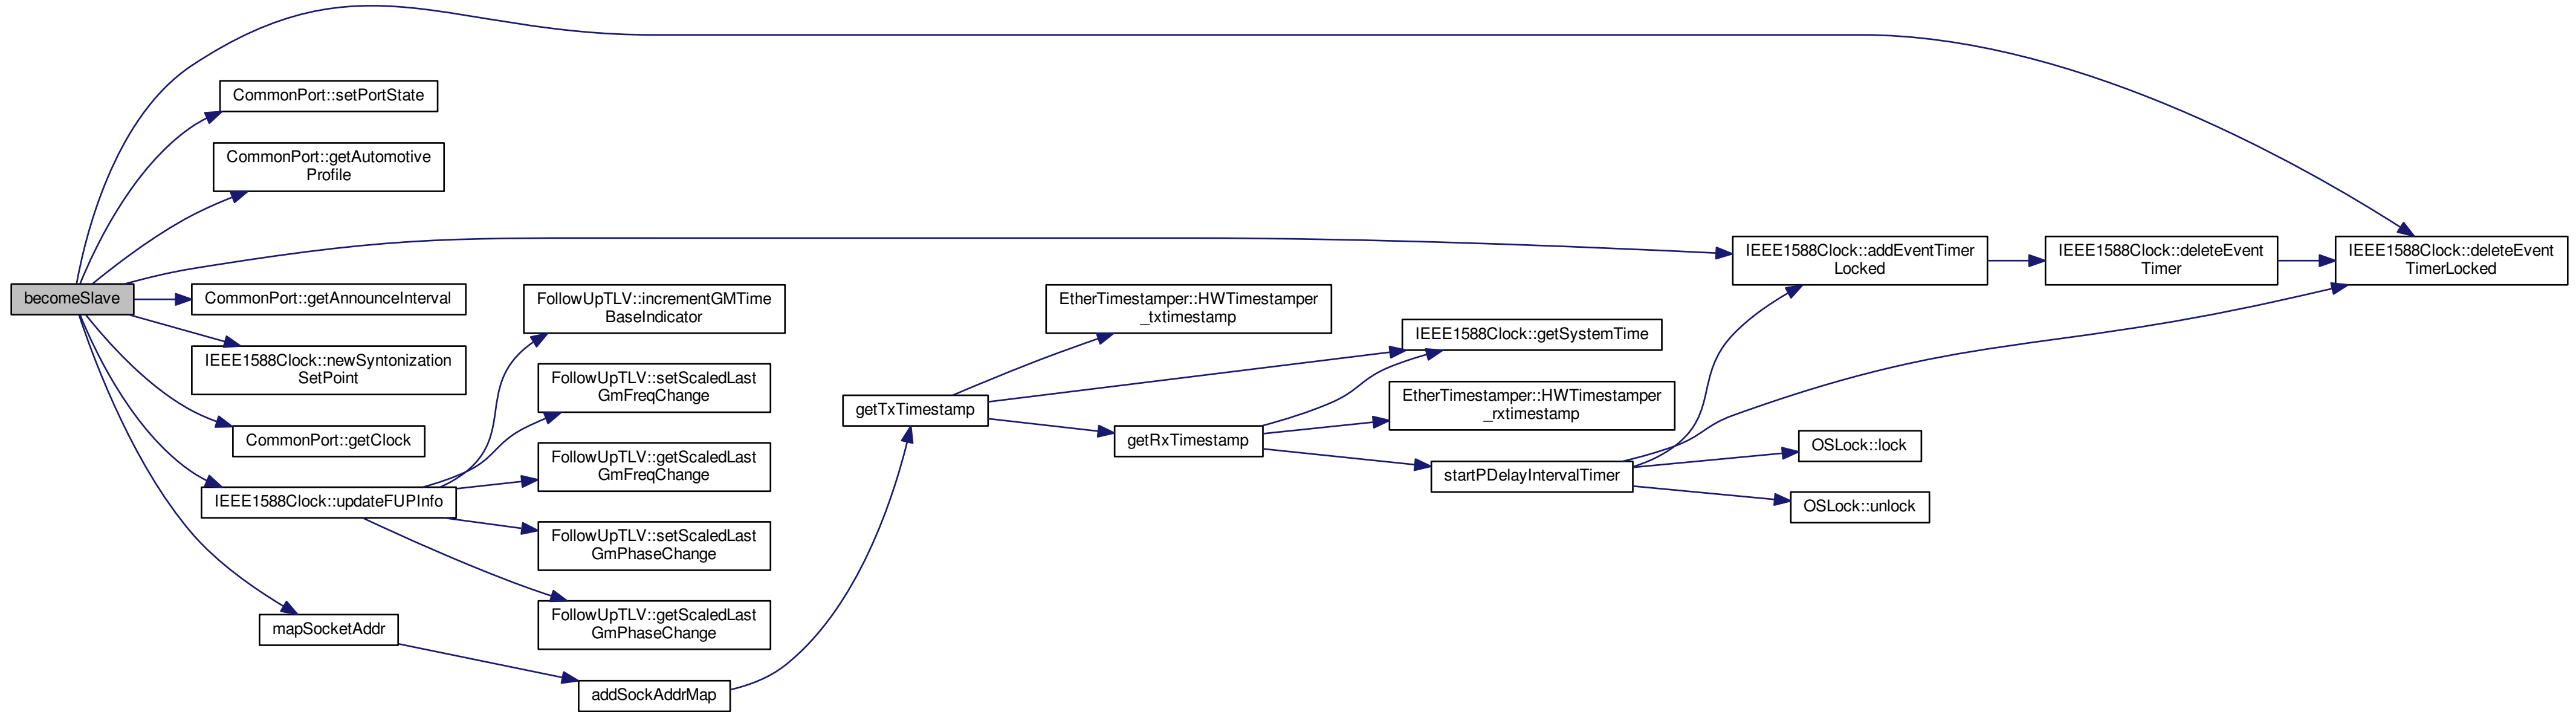 becomeSlave
CommonPort::setPortState
CommonPort::getAutomotive
Profile
CommonPort::getAnnounceInterval
IEEE1588Clock::newSyntonization
SetPoint
CommonPort::getClock
IEEE1588Clock::updateFUPInfo
mapSocketAddr
FollowUpTLV::incrementGMTime
BaseIndicator
FollowUpTLV::setScaledLast
GmFreqChange
FollowUpTLV::getScaledLast
GmFreqChange
FollowUpTLV::setScaledLast
GmPhaseChange
FollowUpTLV::getScaledLast
GmPhaseChange
addSockAddrMap
getTxTimestamp
EtherTimestamper::HWTimestamper
_txtimestamp
getRxTimestamp
IEEE1588Clock::getSystemTime
EtherTimestamper::HWTimestamper
_rxtimestamp
startPDelayIntervalTimer
IEEE1588Clock::addEventTimer
Locked
OSLock::lock
OSLock::unlock
IEEE1588Clock::deleteEvent
Timer
IEEE1588Clock::deleteEvent
TimerLocked